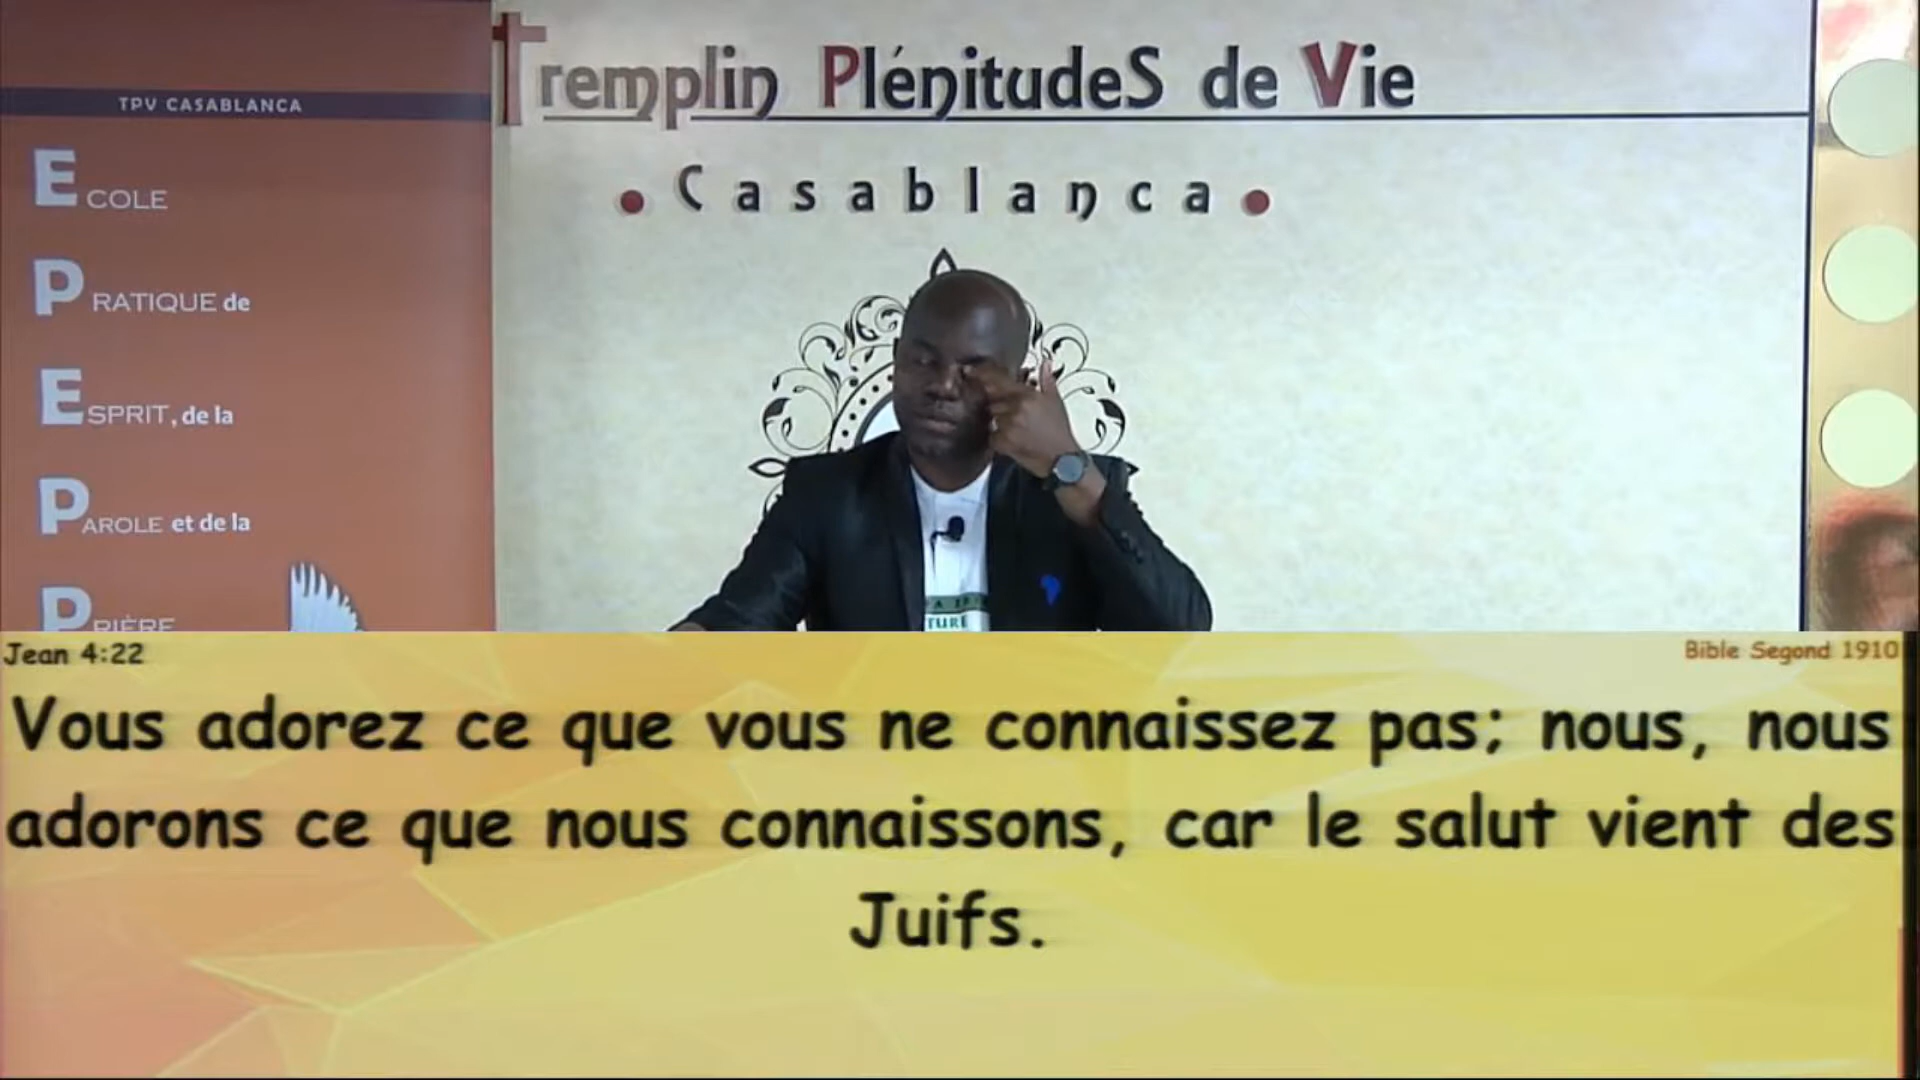 Tremplin PlénitudeS de Vie
• Casablanca •
TPV CASABLANCA
ECOLE
PRATIQUE de
ESPRIT, de la
PAROLE et de la
PRIÈRE
TURE
Jean 4:22
Bible Segond 1910
Vous adorez ce que vous ne connaissez pas; nous, nous
adorons ce que nous connaissons, car le salut vient des
Juifs.